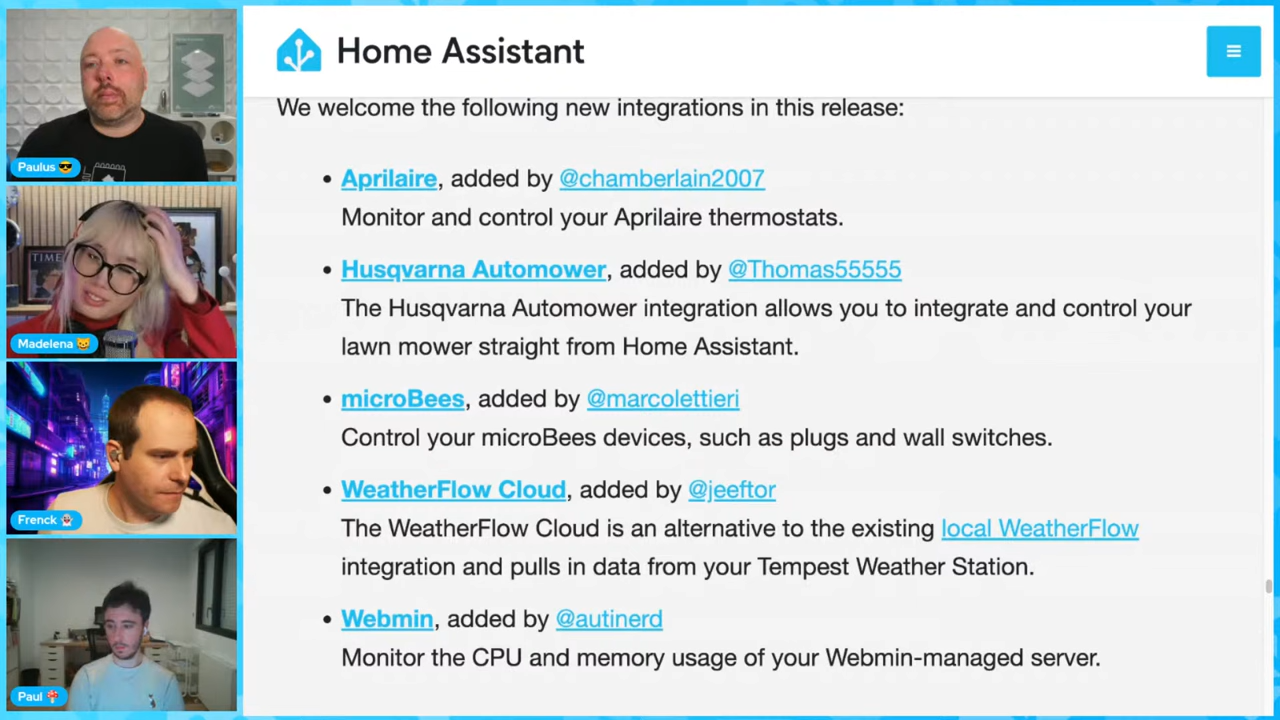 Paulus 😎
TIME
Madelena 😺
Frenck 👻
Paul 🍄
Home Assistant
We welcome the following new integrations in this release:
• Aprilaire, added by @chamberlain2007
Monitor and control your Aprilaire thermostats.
• Husqvarna Automower, added by @Thomas55555
The Husqvarna Automower integration allows you to integrate and control your
lawn mower straight from Home Assistant.
• microBees, added by @marcolettieri
Control your microBees devices, such as plugs and wall switches.
• WeatherFlow Cloud, added by @jeeftor
The WeatherFlow Cloud is an alternative to the existing local WeatherFlow
integration and pulls in data from your Tempest Weather Station.
• Webmin, added by @autinerd
Monitor the CPU and memory usage of your Webmin-managed server.